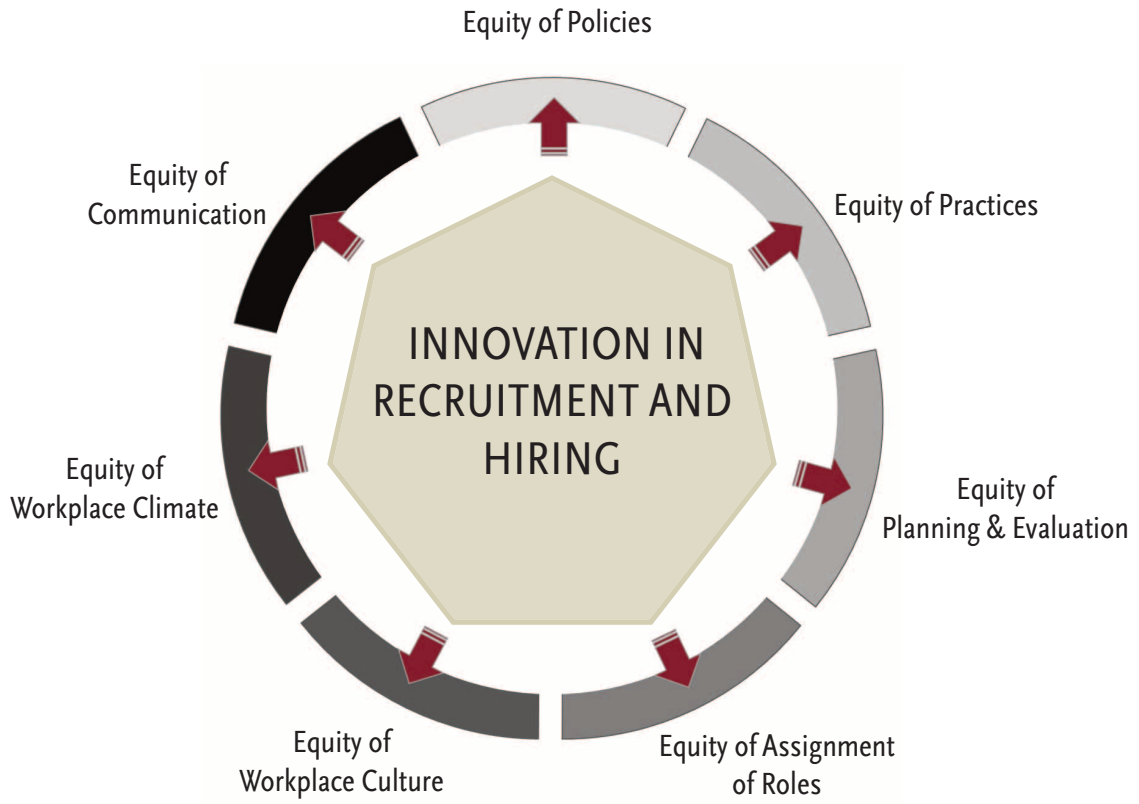 Equity of Policies
Equity of Practices
Equity of
Planning & Evaluation
Equity of Assignment
of Roles
Equity of
Workplace Culture
Equity of
Workplace Climate
Equity of
Communication
INNOVATION IN
RECRUITMENT AND
HIRING